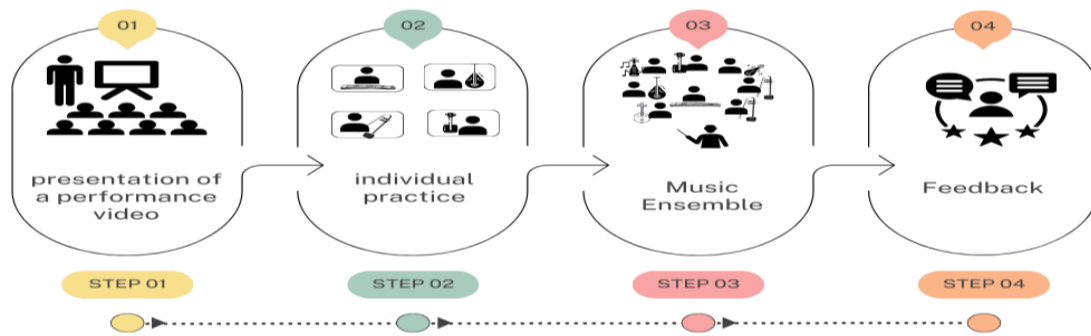 01
02
03
04
presentation of
a performance
video
individual
practice
Music
Ensemble
Feedback
STEP 01
STEP 02
STEP 03
STEP 04